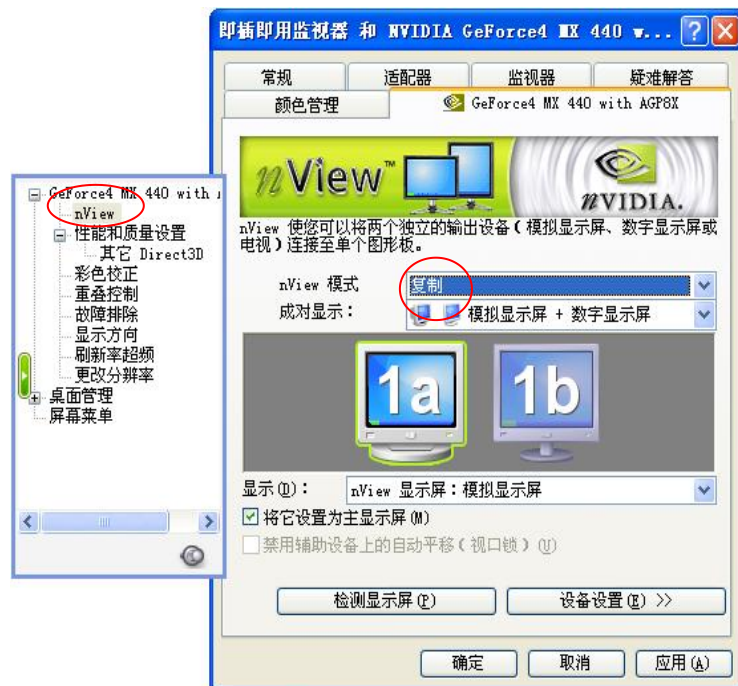 即插即用监视器 和 NVIDIA GeForce4 MX 440 w...
常规 适配器 监视器 疑难解答
颜色管理 GeForce4 MX 440 with AGP8X
nView™
NVIDIA.
nView 使您可以将两个独立的输出设备（模拟显示屏、数字显示屏或
电视）连接至单个图形板。
nView 模式 复制
成对显示： 模拟显示屏 + 数字显示屏
1a 1b
显示(D)： nView 显示屏：模拟显示屏
将它设置为主显示屏(M)
禁用辅助设备上的自动平移（视口锁）(U)
检测显示屏(P) 设备设置(E) >>
确定 取消 应用(A)
GeForce4 MX 440 with
nView
性能和质量设置
其它 Direct3D
彩色校正
重叠控制
故障排除
显示方向
刷新率超频
更改分辨率
桌面管理
屏幕菜单